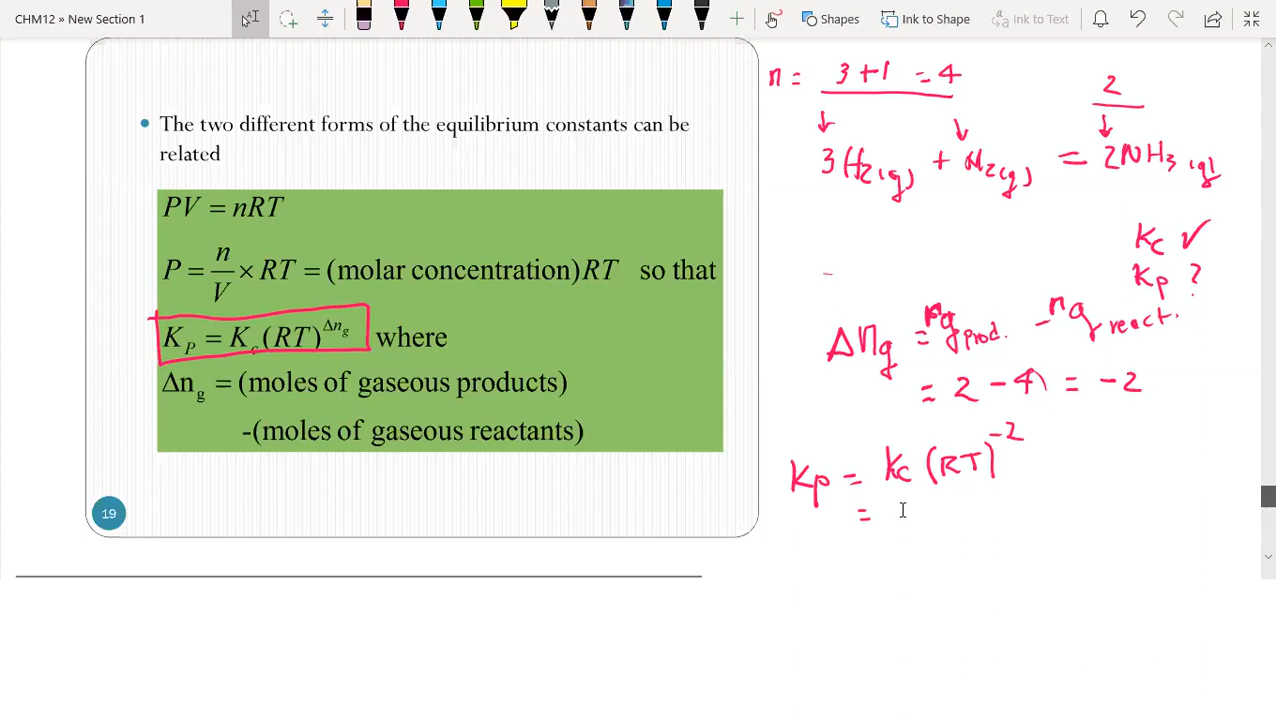 CHM12 » New Section 1
Shapes
Ink to Shape
Ink to Text
• The two different forms of the equilibrium constants can be
related
PV = nRT
P = n/V × RT = (molar concentration)RT so that
K_P = K_c(RT)^Δn_g where
Δn_g = (moles of gaseous products)
-(moles of gaseous reactants)
19
n = 3+1 = 4
2
3H2(g) + N2(g) = 2NH3(g)
Kc ✓
Kp ?
Δng = ng prod. - ng react.
= 2 - 4 = -2
Kp = Kc (RT)^-2
=